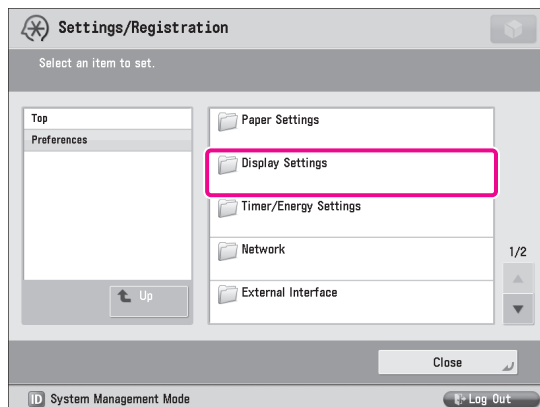 Settings/Registration
Select an item to set.
Top
Preferences
Up
Paper Settings
Display Settings
Timer/Energy Settings
Network
External Interface
1/2
Close
ID System Management Mode
Log Out